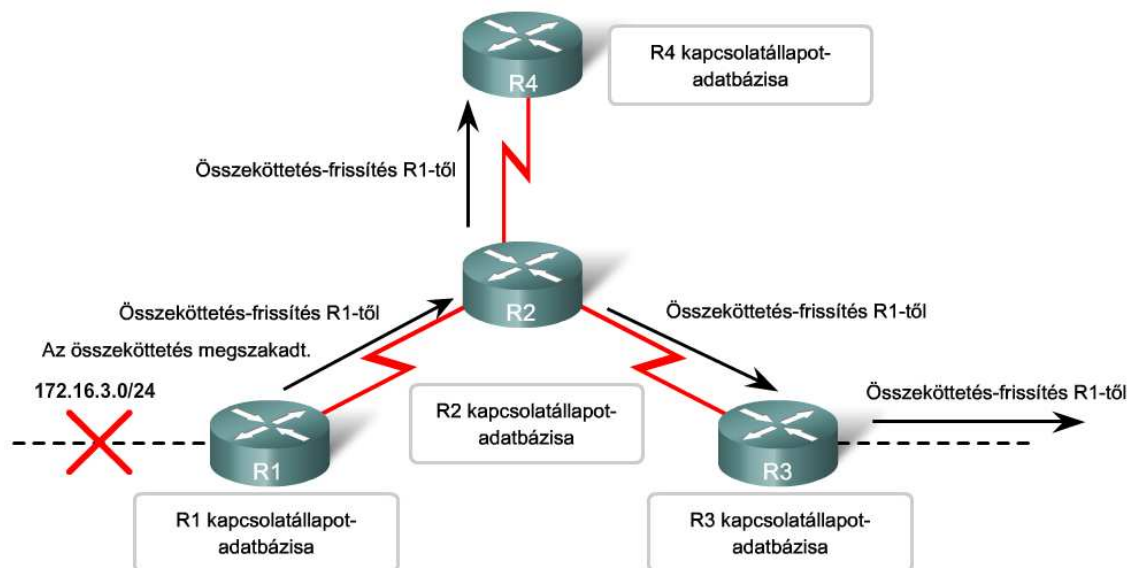 R4 kapcsolatállapot-
adatbázisa
R4
Összeköttetés-frissítés R1-től
R2
Összeköttetés-frissítés R1-től
Összeköttetés-frissítés R1-től
Az összeköttetés megszakadt.
172.16.3.0/24
Összeköttetés-frissítés R1-től
R2 kapcsolatállapot-
adatbázisa
R1
R3
R1 kapcsolatállapot-
adatbázisa
R3 kapcsolatállapot-
adatbázisa